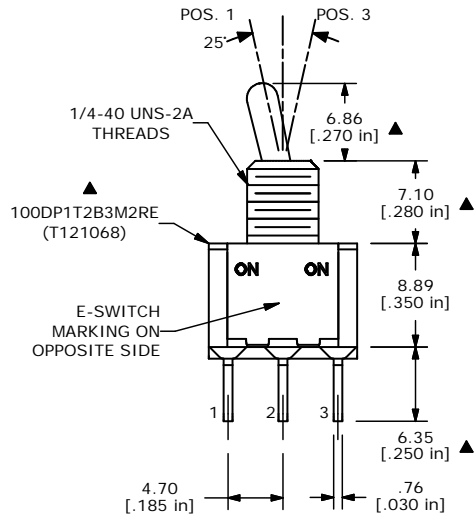 POS. 1
POS. 3
25°
1/4-40 UNS-2A
THREADS
6.86
[.270 in] ▲
7.10
[.280 in] ▲
▲
100DP1T2B3M2RE
(T121068)
ON
ON
8.89
[.350 in]
E-SWITCH
MARKING ON
OPPOSITE SIDE
1
2
3
6.35
[.250 in] ▲
4.70
[.185 in]
.76
[.030 in]